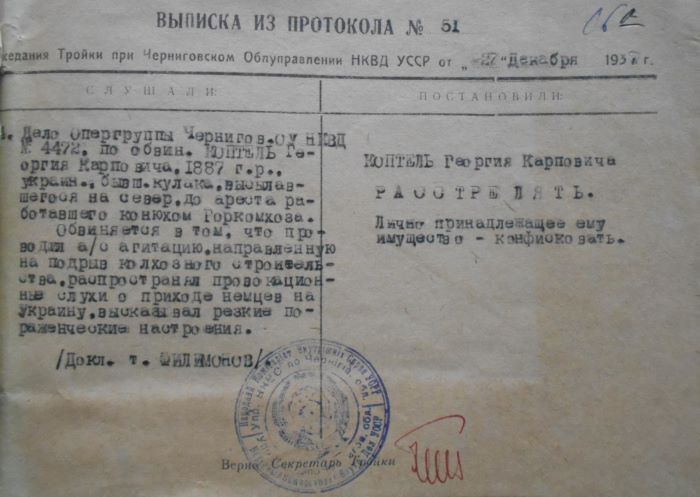 ВЫПИСКА ИЗ ПРОТОКОЛА № 51
седания Тройки при Черниговском Облуправлении НКВД УССР от „27" Декабря 1937 г.
СЛУШАЛИ:
Дело Опергруппы Чернигов.ОУ НКВД
№ 4472, по обвин. КОПТЕЛЬ Ге-
оргия Карповича, 1887 г.р.,
украин., бывш.кулака, высылав-
шегося на север, до ареста ра-
ботавшего конюхом Горкомхоза.
Обвиняется в том, что про-
водил а/с агитацию, направленную
на подрыв колхозного строитель-
ства, распространял провокацион-
ные слухи о приходе немцев на
Украину, высказывал резкие по-
раженческие настроения.
/Докл. т. ФИЛИМОНОВ/.
ПОСТАНОВИЛИ:
КОПТЕЛЬ Георгия Карповича
РАССТРЕЛЯТЬ.
Лично принадлежащее ему
имущество - конфисковать.
Верно: Секретарь Тройки